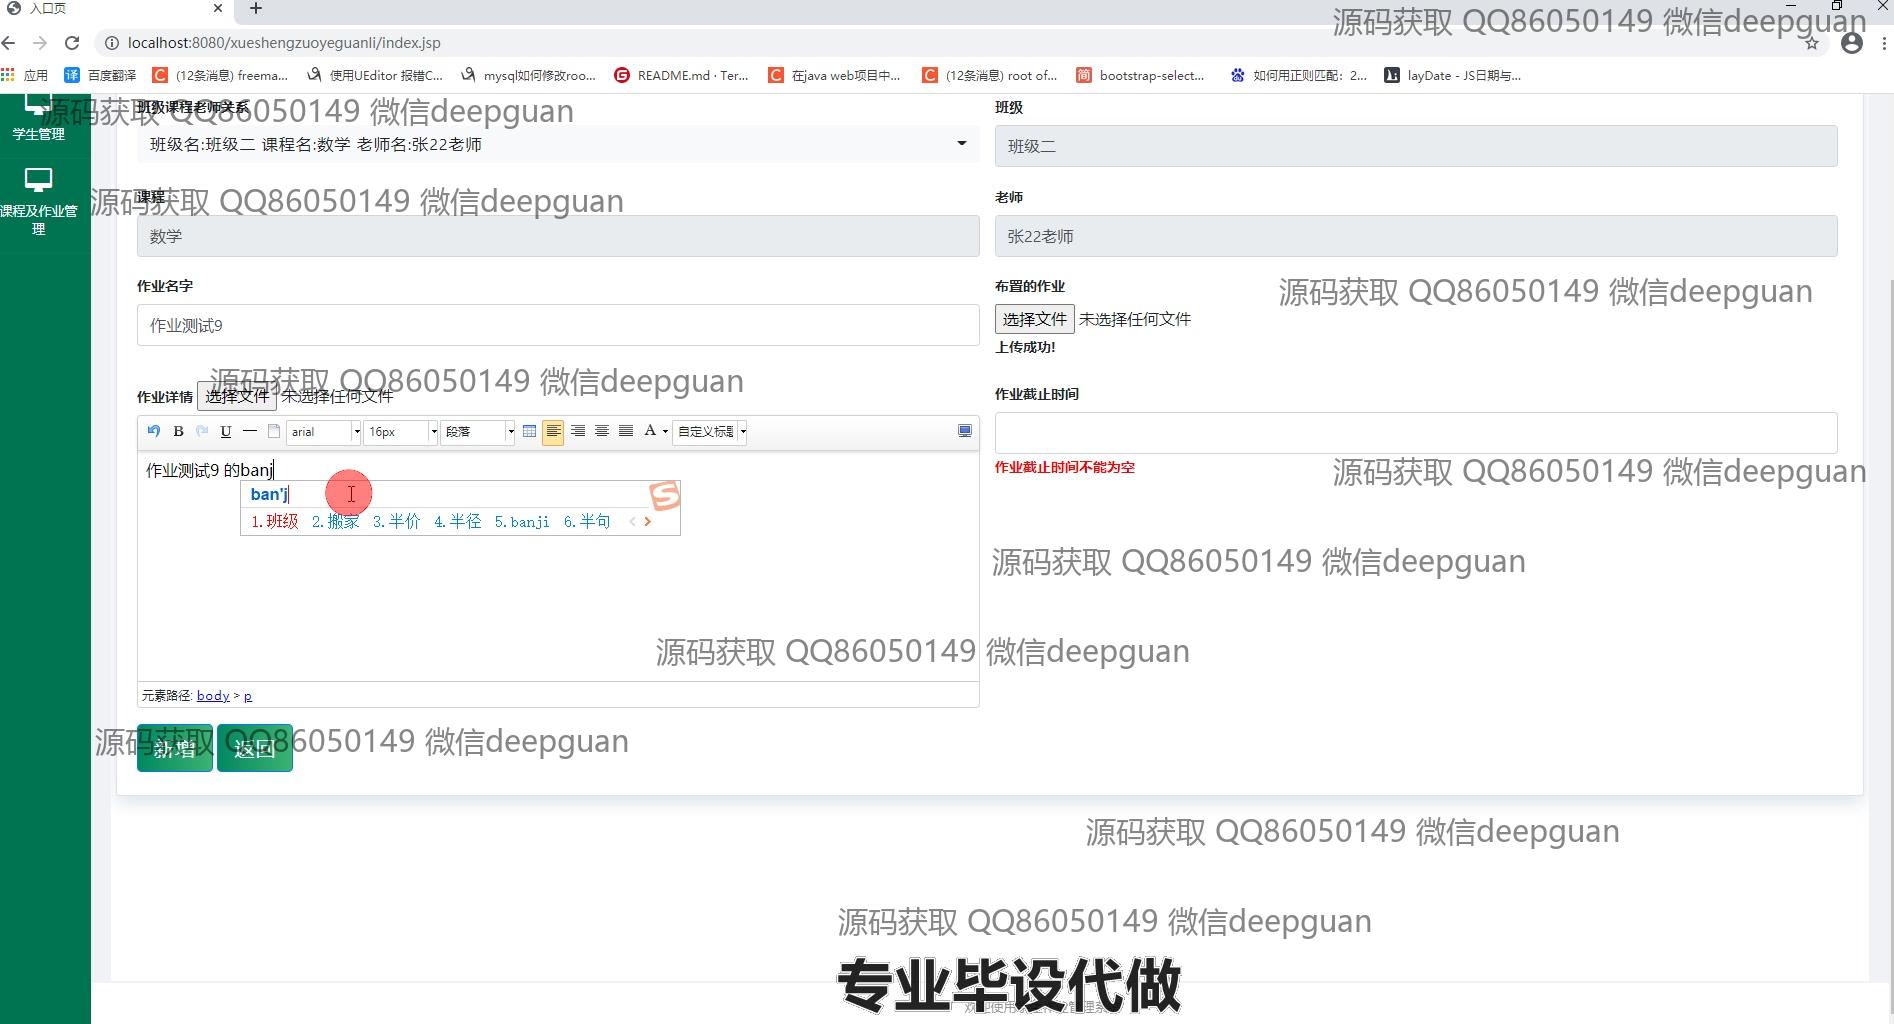 入口页
源码获取 QQ86050149 微信deepguan
localhost:8080/xueshengzuoyeguanli/index.jsp
应用 百度翻译 (12条消息) freema... 使用UEditor 报错C... mysql如何修改roo... README.md · Ter... 在java web项目中... (12条消息) root of... bootstrap-select... 如何用正则匹配：2... layDate - JS日期与...
学生管理
课程及作业管理
源码获取 QQ86050149 微信deepguan
班级课程老师关系
班级
班级名:班级二 课程名:数学 老师名:张22老师
班级二
源码获取 QQ86050149 微信deepguan
课程
老师
数学
张22老师
作业名字
布置的作业
源码获取 QQ86050149 微信deepguan
作业测试9
选择文件 未选择任何文件
上传成功!
源码获取 QQ86050149 微信deepguan
作业详情 选择文件 未选择任何文件
作业截止时间
B U arial 16px 段落 A 自定义标题
作业测试9 的banj
作业截止时间不能为空
源码获取 QQ86050149 微信deepguan
ban'j
1.班级 2.搬家 3.半价 4.半径 5.banji 6.半句
源码获取 QQ86050149 微信deepguan
源码获取 QQ86050149 微信deepguan
元素路径: body > p
源码获取 QQ86050149 微信deepguan
新增 返回
源码获取 QQ86050149 微信deepguan
源码获取 QQ86050149 微信deepguan
专业毕设代做